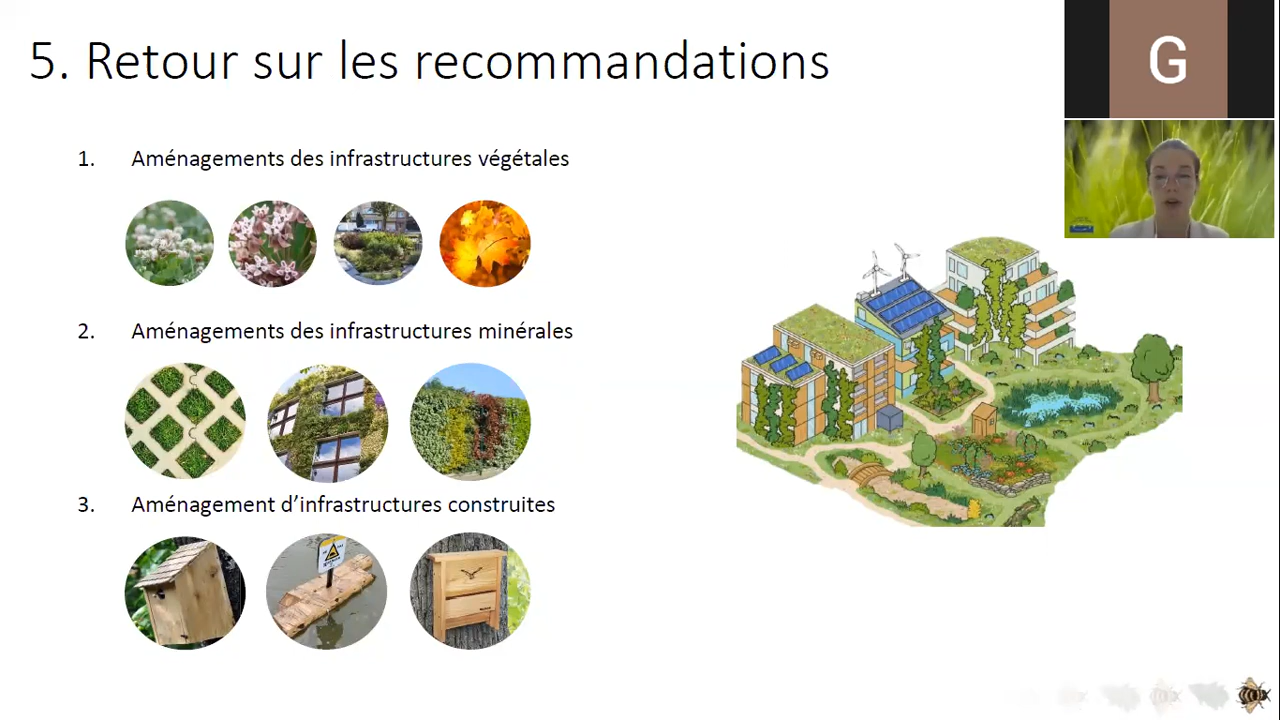 5. Retour sur les recommandations
G
1. Aménagements des infrastructures végétales
2. Aménagements des infrastructures minérales
3. Aménagement d’infrastructures construites